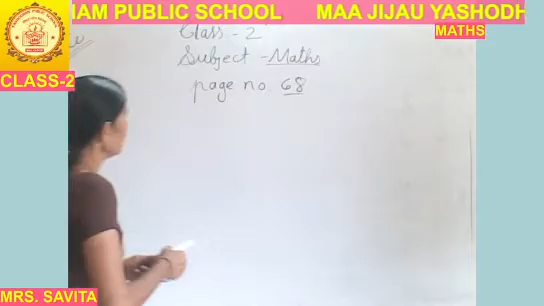 IAM PUBLIC SCHOOL MAA JIJAU YASHODH
MATHS
CLASS-2
Class - 2
Subject - Maths
page no. 68
MRS. SAVITA